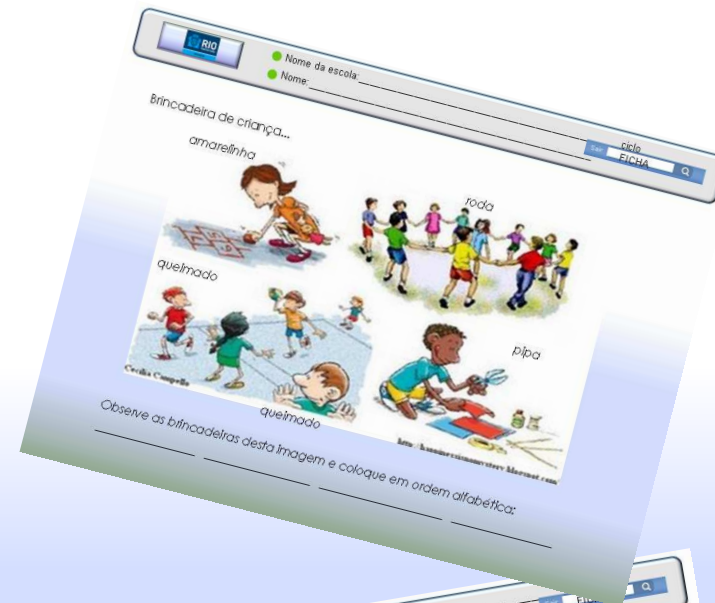 RIO
Nome da escola:
Nome:
ciclo
Sair
FICHA
Brincadeira de criança...
amarelinha
roda
queimado
pipa
Cecília Campello
queimado
Observe as brincadeiras desta imagem e coloque em ordem alfabética: